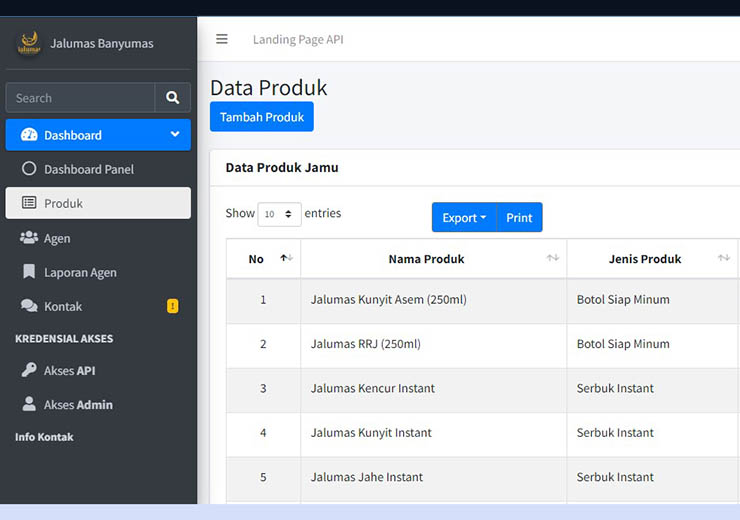 Jalumas Banyumas
Landing Page API
Search
Data Produk
Tambah Produk
Dashboard
Dashboard Panel
Produk
Agen
Laporan Agen
Kontak
!
KREDENSIAL AKSES
Akses API
Akses Admin
Info Kontak
Data Produk Jamu
Show 10 entries
Export Print
No Nama Produk Jenis Produk
1 Jalumas Kunyit Asem (250ml) Botol Siap Minum
2 Jalumas RRJ (250ml) Botol Siap Minum
3 Jalumas Kencur Instant Serbuk Instant
4 Jalumas Kunyit Instant Serbuk Instant
5 Jalumas Jahe Instant Serbuk Instant